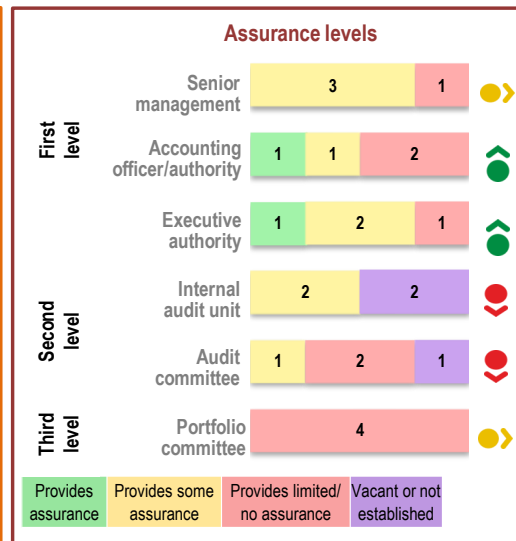 Assurance levels
First
level
Senior
management
3 1
Accounting
officer/authority
1 1 2
Executive
authority
1 2 1
Second
level
Internal
audit unit
2 2
Audit
committee
1 2 1
Third
level
Portfolio
committee
4
Provides
assurance
Provides some
assurance
Provides limited/
no assurance
Vacant or not
established